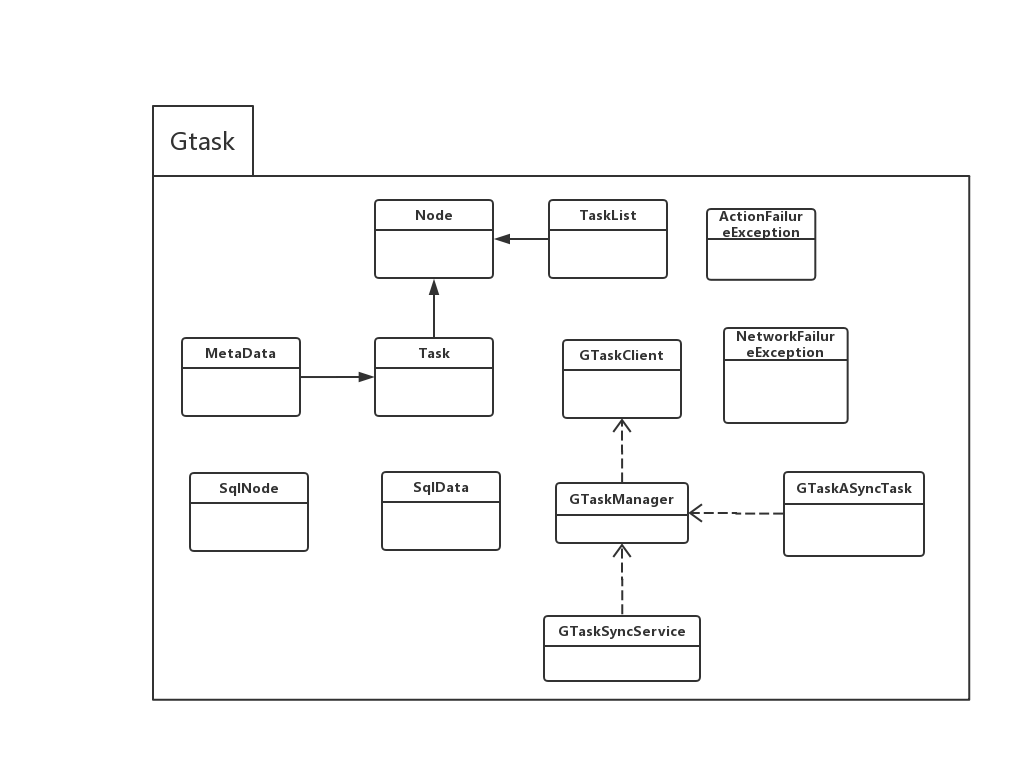 Gtask
Node
TaskList
ActionFailur
eException
MetaData
Task
GTaskClient
NetworkFailur
eException
SqlNode
SqlData
GTaskManager
GTaskASyncTask
GTaskSyncService